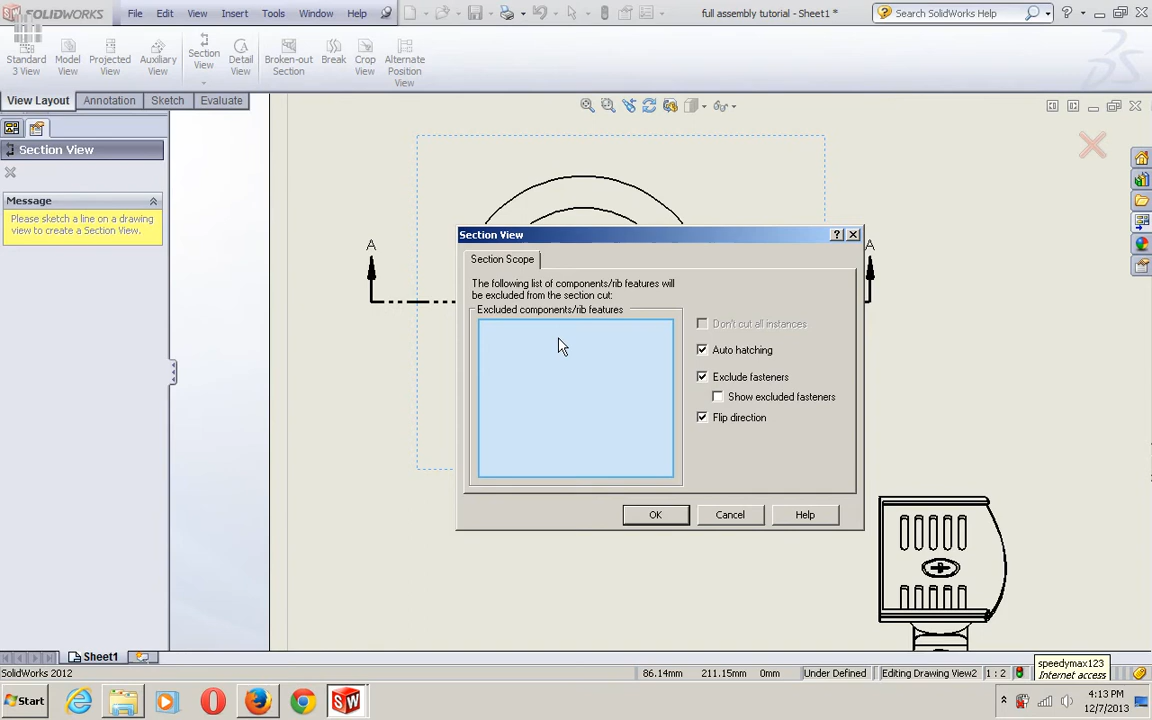 SOLIDWORKS File Edit View Insert Tools Window Help full assembly tutorial - Sheet1 * Search SolidWorks Help
Standard 3 View
Model View
Projected View
Auxiliary View
Section View
Detail View
Broken-out Section
Break
Crop View
Alternate Position View
View Layout Annotation Sketch Evaluate
Section View
Message
Please sketch a line on a drawing
view to create a Section View.
A A
Section View
Section Scope
The following list of components/rib features will
be excluded from the section cut:
Excluded components/rib features
Don't cut all instances
Auto hatching
Exclude fasteners
Show excluded fasteners
Flip direction
OK Cancel Help
Sheet1
SolidWorks 2012 86.14mm 211.15mm 0mm Under Defined Editing Drawing View2 1 : 2
speedymax123
Internet access
Start
4:13 PM
12/7/2013